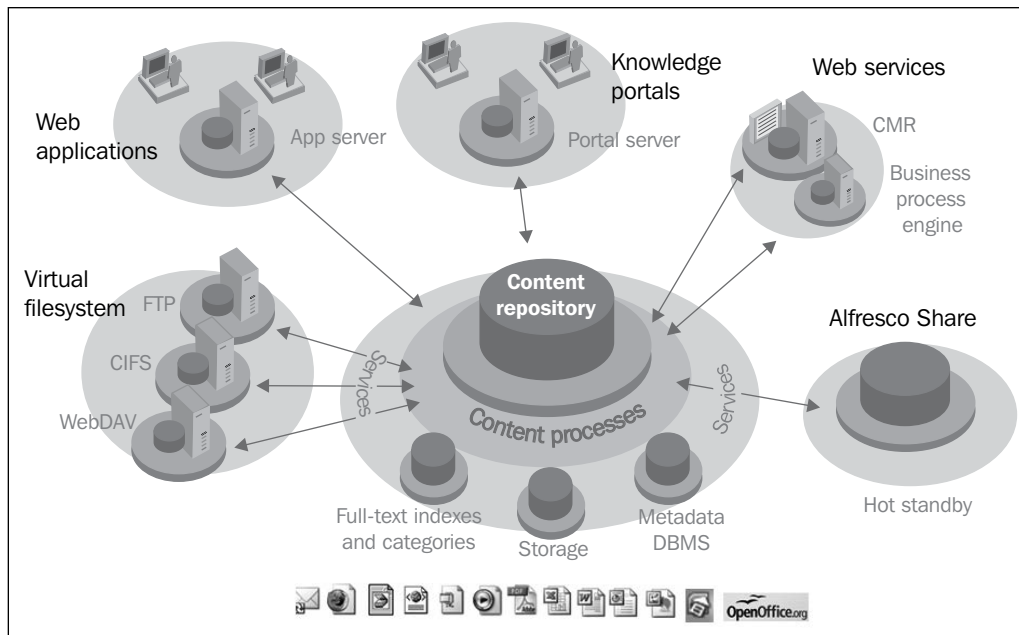 Web
applications
App server
Knowledge
portals
Portal server
Web services
CMR
Business
process
engine
Virtual
filesystem
FTP
CIFS
WebDAV
Content
repository
Services
Content processes
Services
Alfresco Share
Hot standby
Full-text indexes
and categories
Storage
Metadata
DBMS
OpenOffice.org